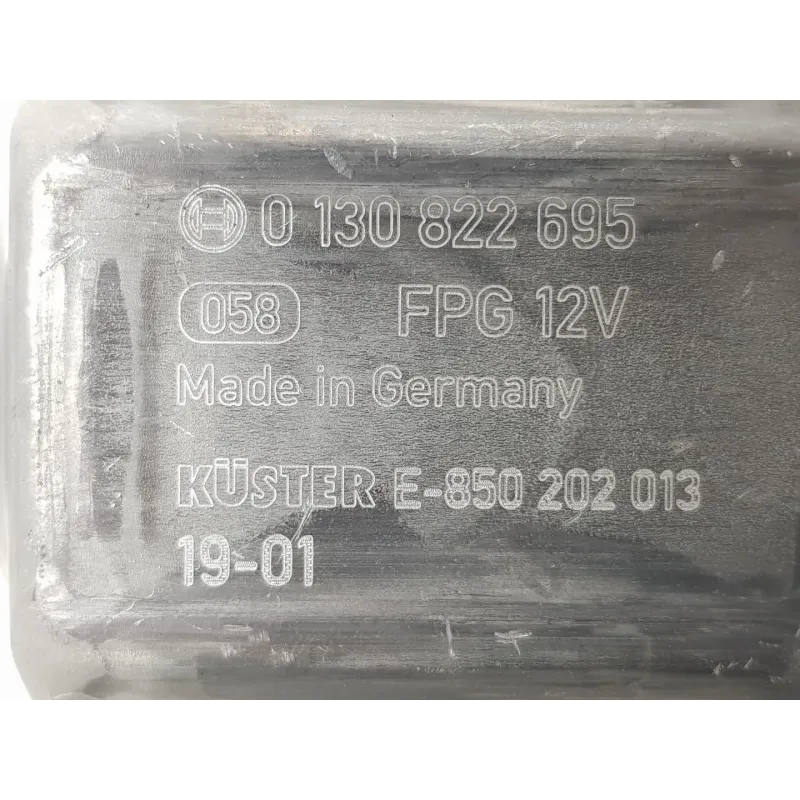 0 130 822 695
058 FPG 12V
Made in Germany
KÜSTER E-850 202 013
19-01